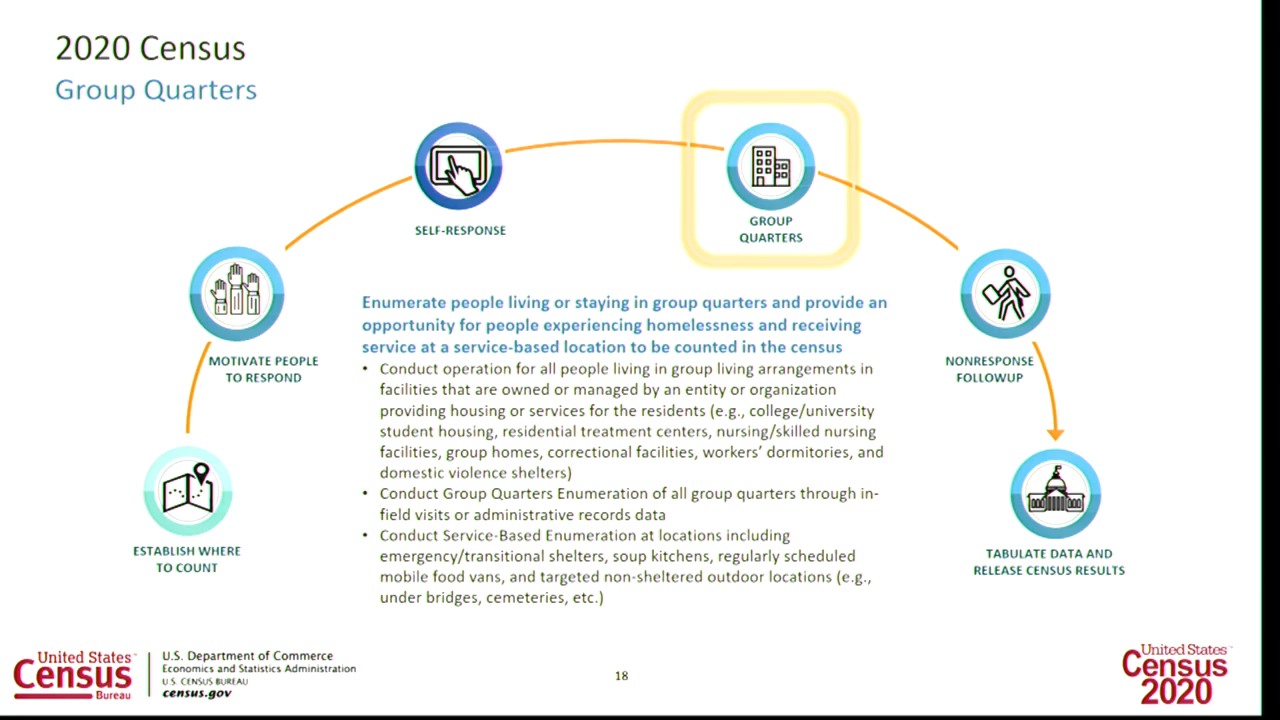 2020 Census
Group Quarters
SELF-RESPONSE
GROUP
QUARTERS
MOTIVATE PEOPLE
TO RESPOND
NONRESPONSE
FOLLOWUP
ESTABLISH WHERE
TO COUNT
TABULATE DATA AND
RELEASE CENSUS RESULTS
Enumerate people living or staying in group quarters and provide an
opportunity for people experiencing homelessness and receiving
service at a service-based location to be counted in the census
• Conduct operation for all people living in group living arrangements in
facilities that are owned or managed by an entity or organization
providing housing or services for the residents (e.g., college/university
student housing, residential treatment centers, nursing/skilled nursing
facilities, group homes, correctional facilities, workers’ dormitories, and
domestic violence shelters)
• Conduct Group Quarters Enumeration of all group quarters through in-
field visits or administrative records data
• Conduct Service-Based Enumeration at locations including
emergency/transitional shelters, soup kitchens, regularly scheduled
mobile food vans, and targeted non-sheltered outdoor locations (e.g.,
under bridges, cemeteries, etc.)
United States™
Census
Bureau
U.S. Department of Commerce
Economics and Statistics Administration
U.S. CENSUS BUREAU
census.gov
18
United States™
Census
2020